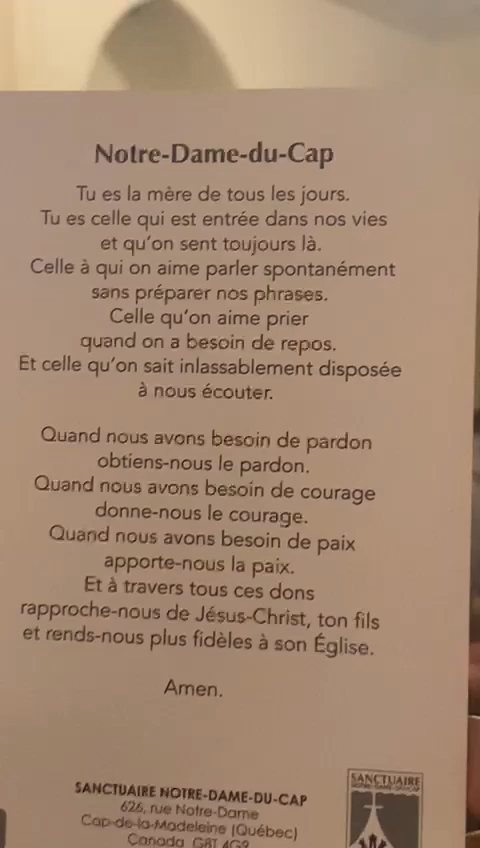 Notre-Dame-du-Cap
Tu es la mère de tous les jours.
Tu es celle qui est entrée dans nos vies
et qu'on sent toujours là.
Celle à qui on aime parler spontanément
sans préparer nos phrases.
Celle qu'on aime prier
quand on a besoin de repos.
Et celle qu'on sait inlassablement disposée
à nous écouter.
Quand nous avons besoin de pardon
obtiens-nous le pardon.
Quand nous avons besoin de courage
donne-nous le courage.
Quand nous avons besoin de paix
apporte-nous la paix.
Et à travers tous ces dons
rapproche-nous de Jésus-Christ, ton fils
et rends-nous plus fidèles à son Église.
Amen.
SANCTUAIRE NOTRE-DAME-DU-CAP
626, rue Notre-Dame
Cap-de-la-Madeleine (Québec)
Canada G8T 4G9
SANCTUAIRE
NOTRE-DAME-DU-CAP